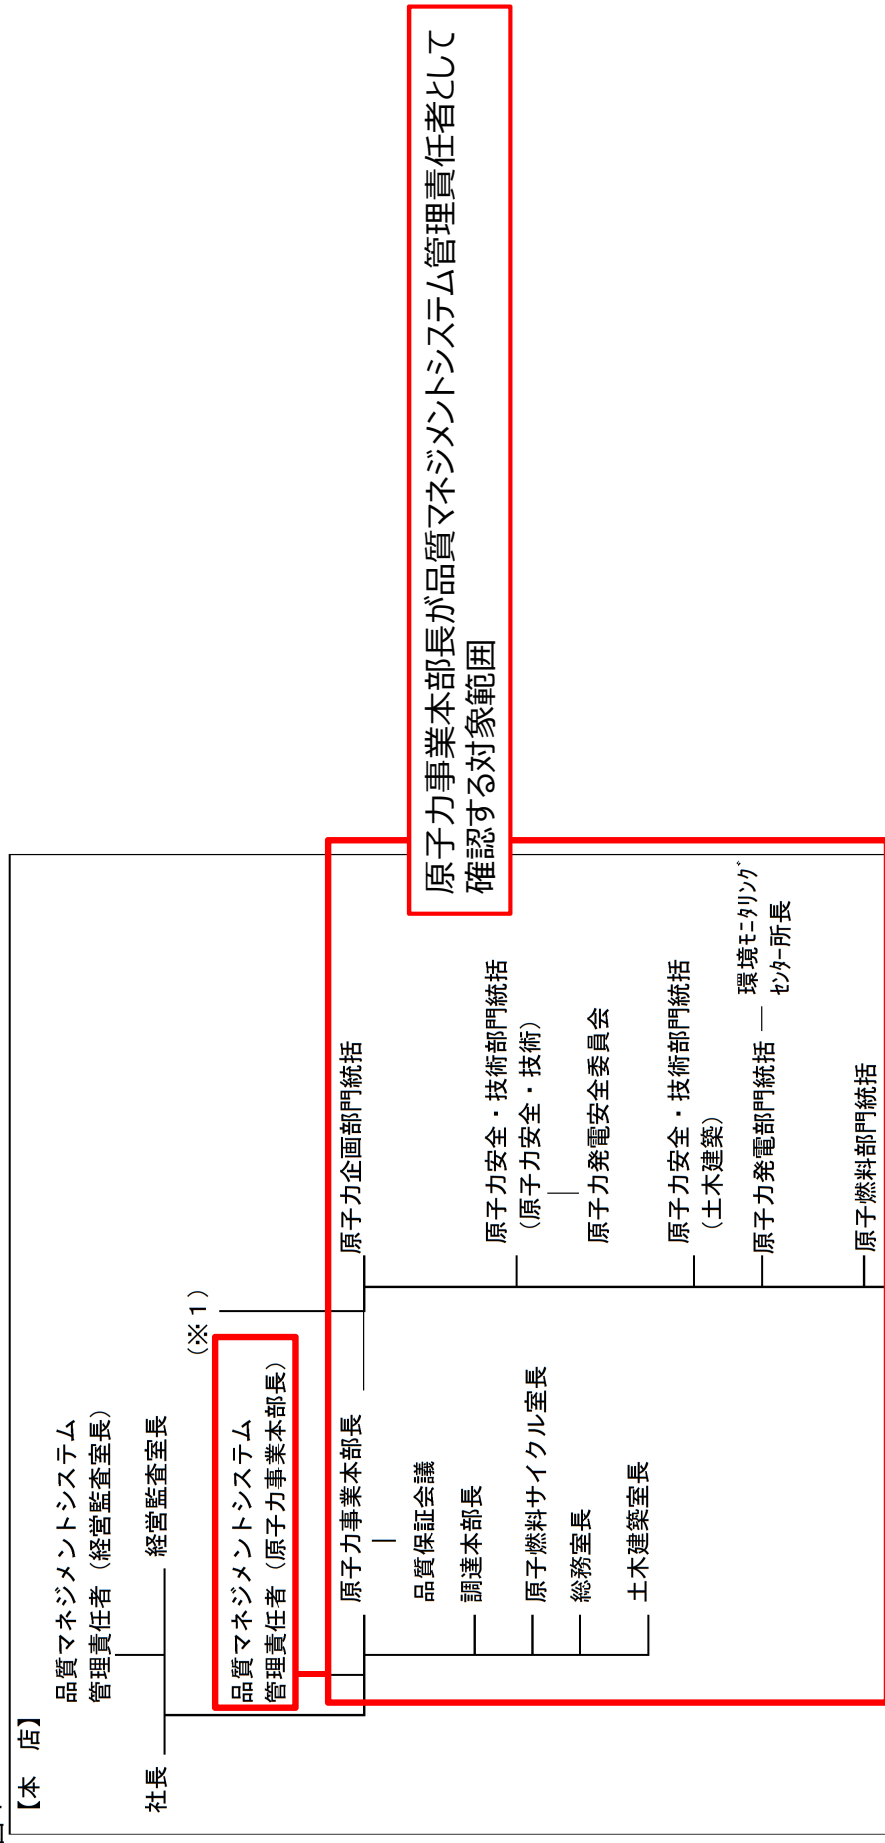 【本　店】
品質マネジメントシステム
管理責任者（経営監査室長）
社長
経営監査室長
（※１）
品質マネジメントシステム
管理責任者（原子力事業本部長）
原子力事業本部長
品質保証会議
調達本部長
原子燃料サイクル室長
総務室長
土木建築室長
原子力企画部門統括
原子力安全・技術部門統括
（原子力安全・技術）
原子力発電安全委員会
原子力安全・技術部門統括
（土木建築）
原子力発電部門統括
環境ﾓﾆﾀﾘﾝｸﾞ
ｾﾝﾀｰ所長
原子燃料部門統括
原子力事業本部長が品質マネジメントシステム管理責任者として
確認する対象範囲